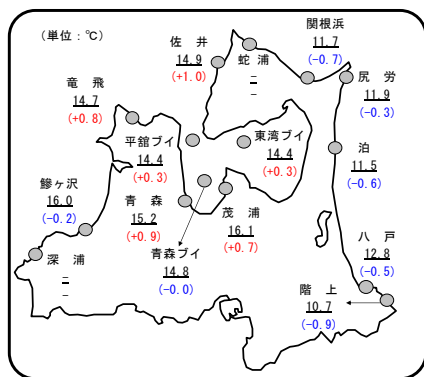 (単位：℃)
関根浜
11.7
(-0.7)
佐 井
14.9
(+1.0)
蛇 浦
－
－
尻 労
11.9
(-0.3)
竜 飛
14.7
(+0.8)
平舘ブイ
14.4
(+0.3)
東湾ブイ
14.4
(+0.3)
泊
11.5
(-0.6)
鰺ヶ沢
16.0
(-0.2)
青 森
15.2
(+0.9)
茂 浦
16.1
(+0.7)
深 浦
－
－
青森ブイ
14.8
(-0.0)
八 戸
12.8
(-0.5)
階 上
10.7
(-0.9)